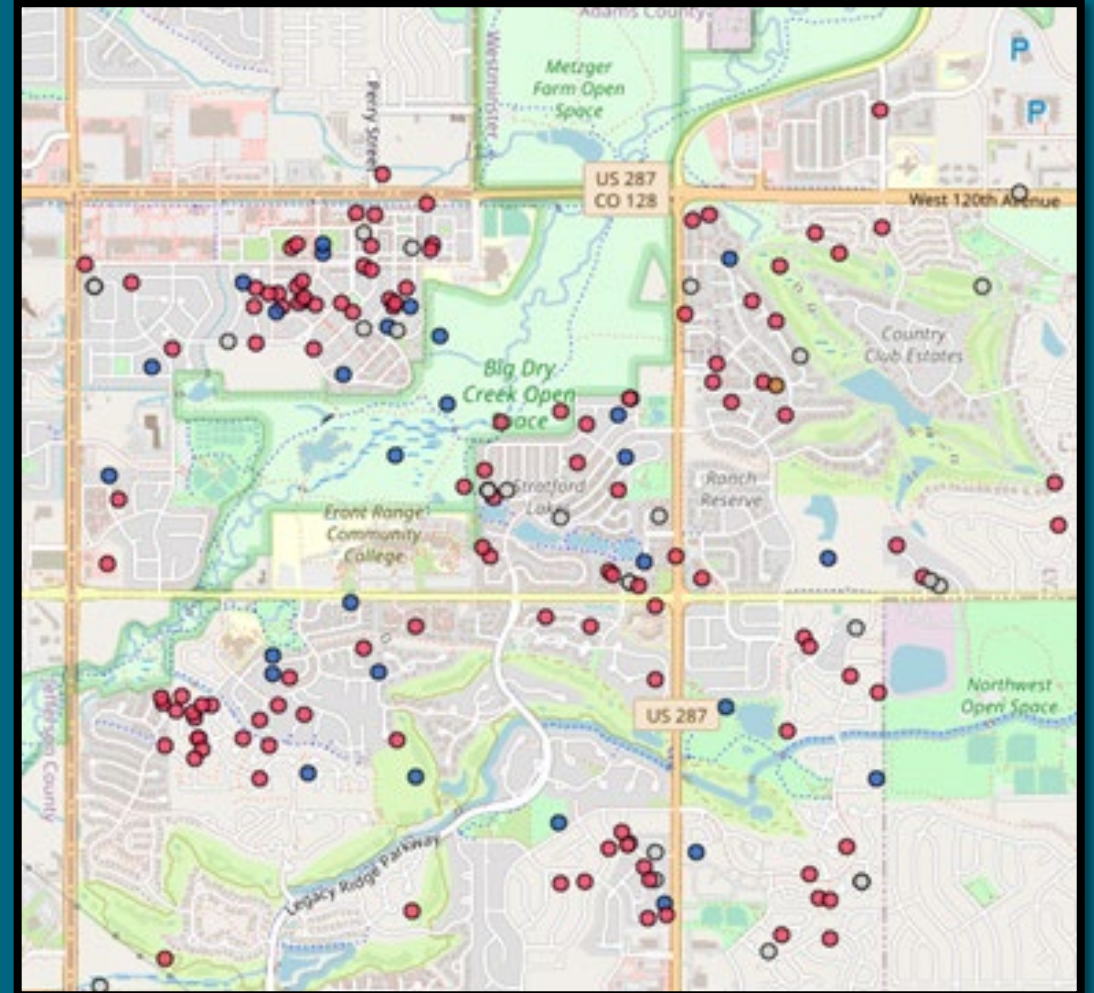 Adams County
Metzger
Farm Open
Space
P
P
Perry Street
Westminster
US 287
CO 128
West 120th Avenue
Country
Club Estates
Big Dry
Creek Open
Space
Ranch
Reserve
Stratford
Lake
Front Range
Community
College
Northwest
Open Space
US 287
Legacy Ridge Parkway